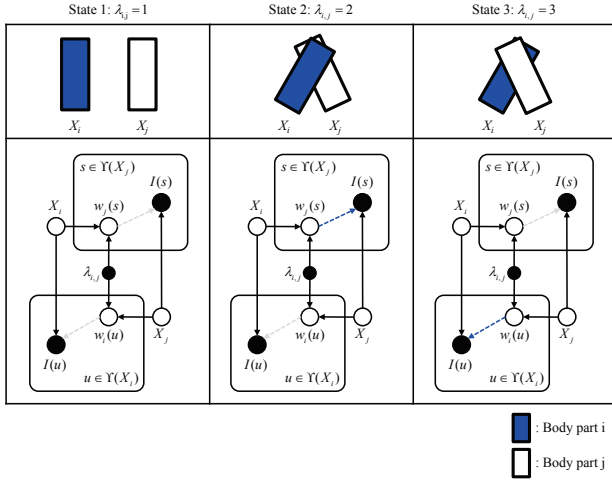 State 1: λi,j = 1
State 2: λi,j = 2
State 3: λi,j = 3
Xi Xj
Xi Xj
Xi Xj
s ∈ ϒ(Xj)
I(s)
wj(s)
Xi
λi,j
wi(u)
Xj
I(u)
u ∈ ϒ(Xi)
s ∈ ϒ(Xj)
I(s)
wj(s)
Xi
λi,j
wi(u)
Xj
I(u)
u ∈ ϒ(Xi)
s ∈ ϒ(Xj)
I(s)
wj(s)
Xi
λi,j
wi(u)
Xj
I(u)
u ∈ ϒ(Xi)
: Body part i
: Body part j